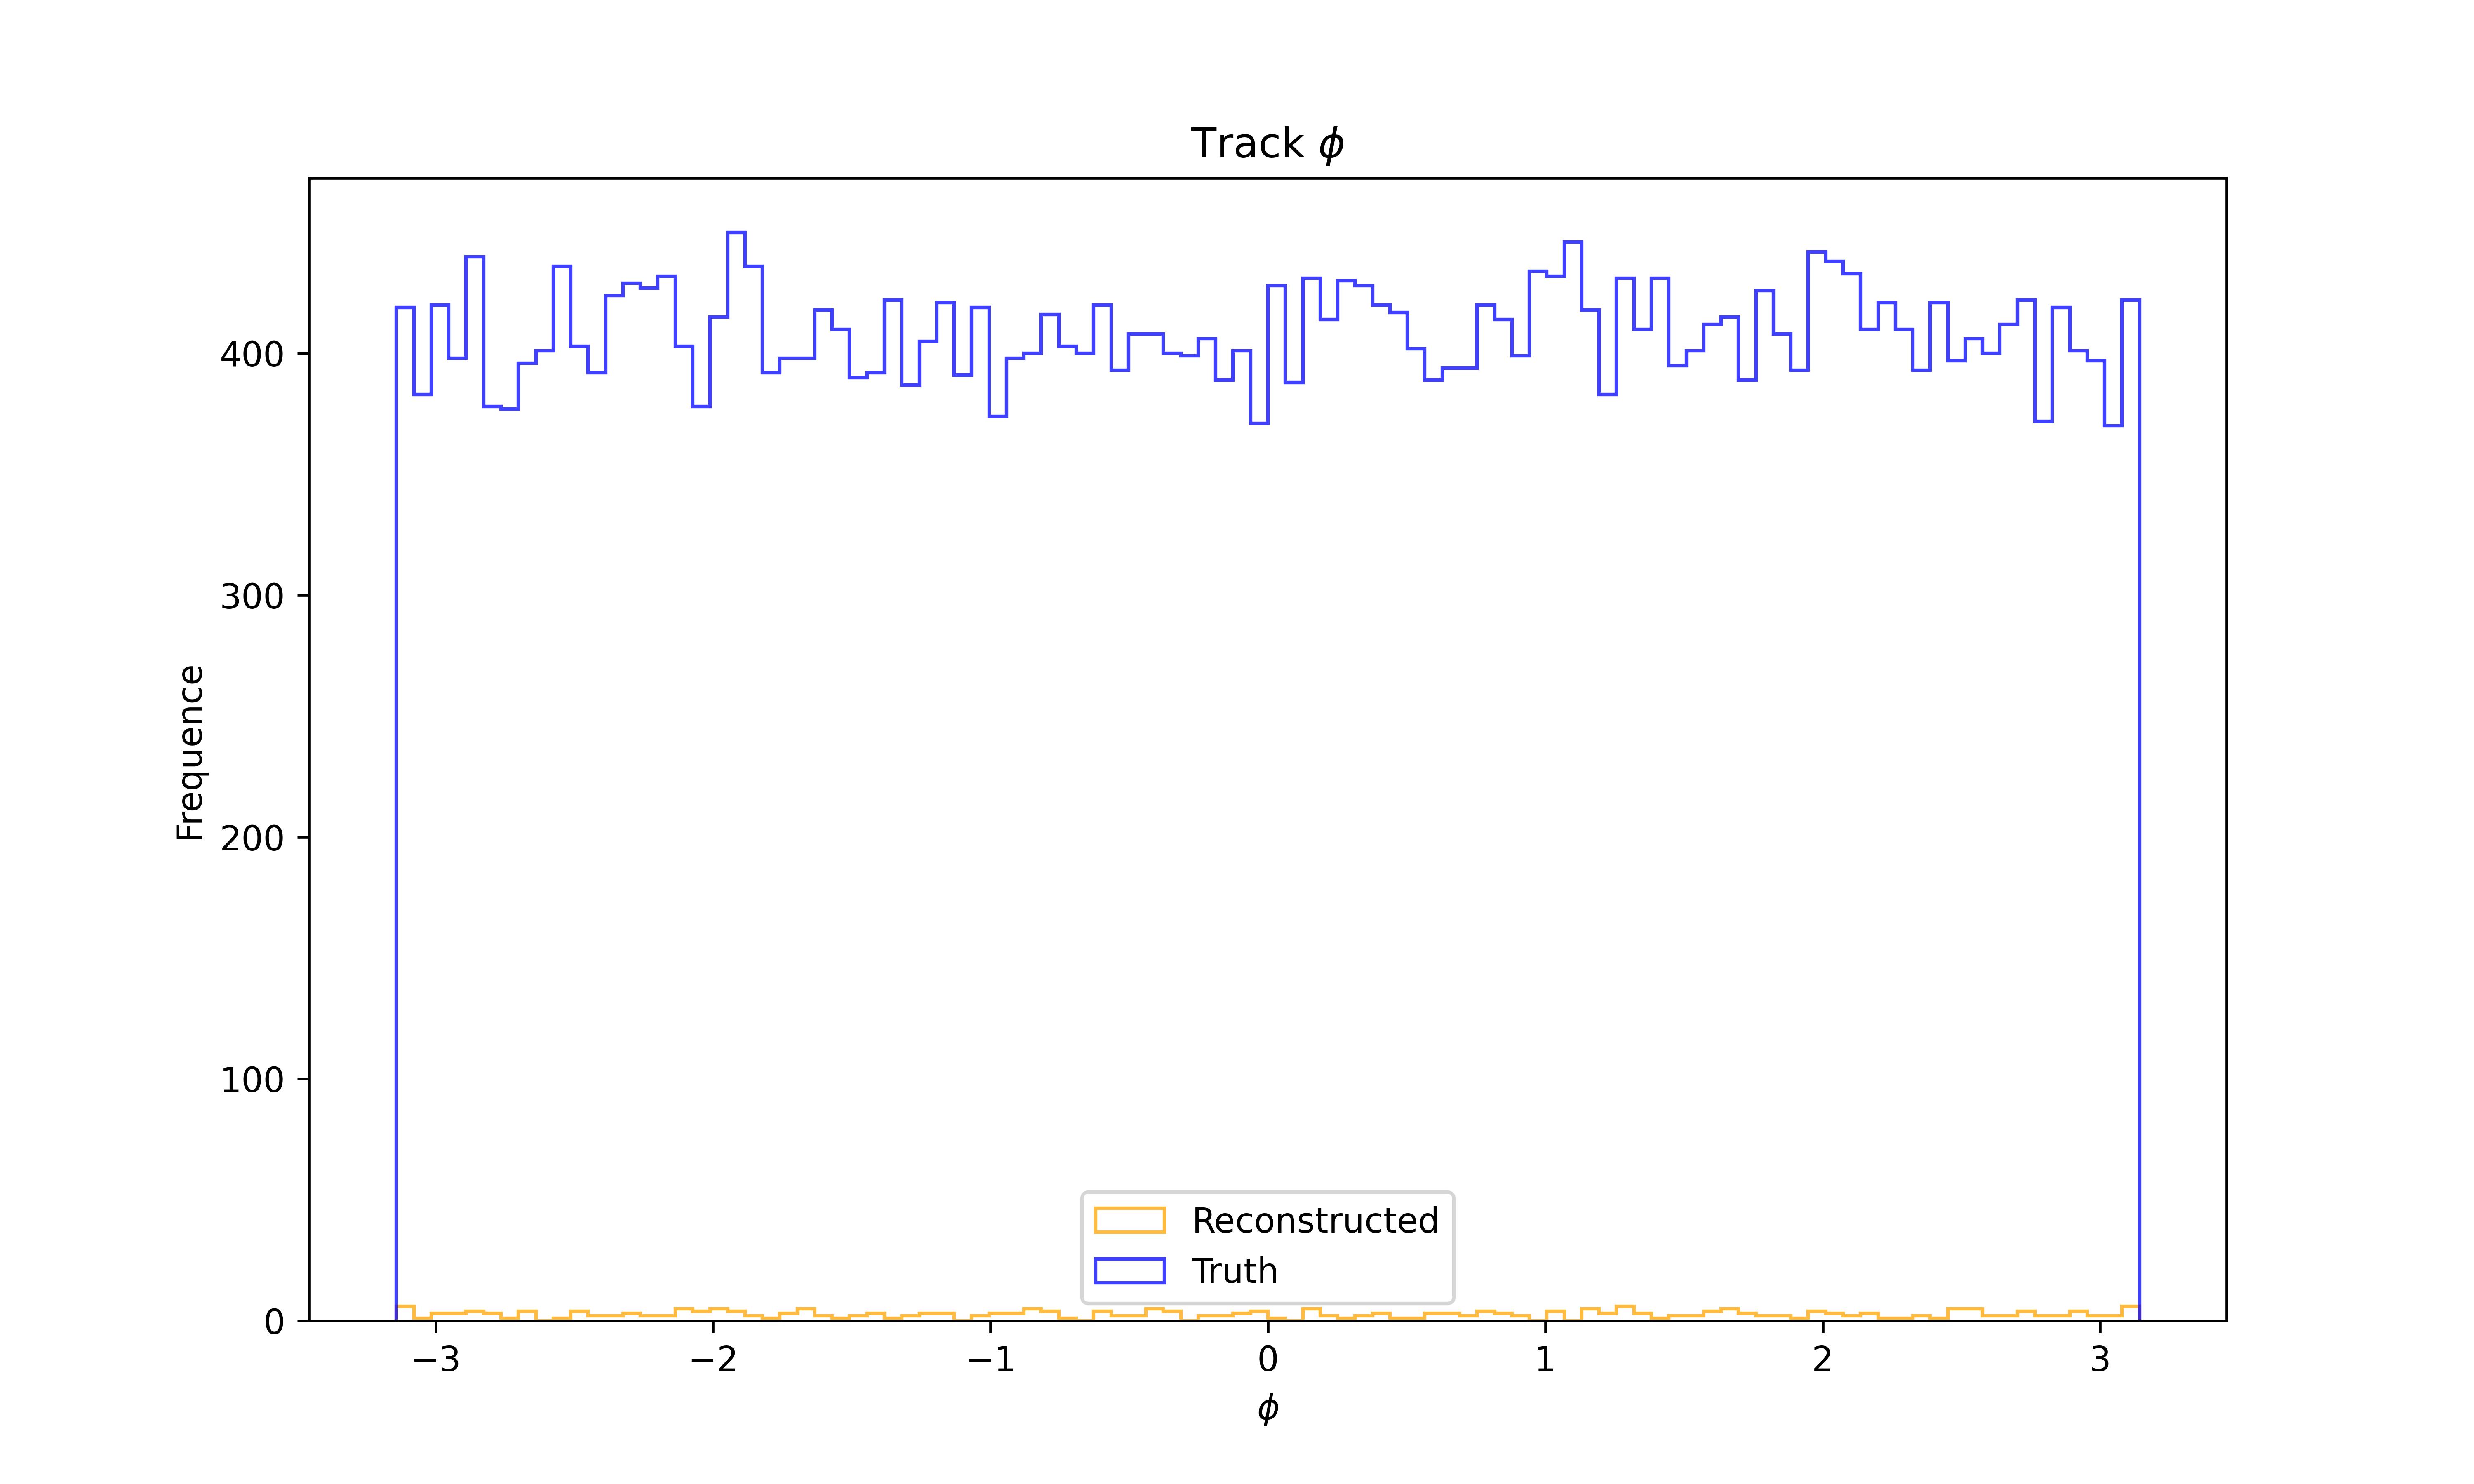 Track ϕ
Frequence
400
300
200
100
0
Reconstructed
Truth
−3 −2 −1 0 1 2 3
ϕ